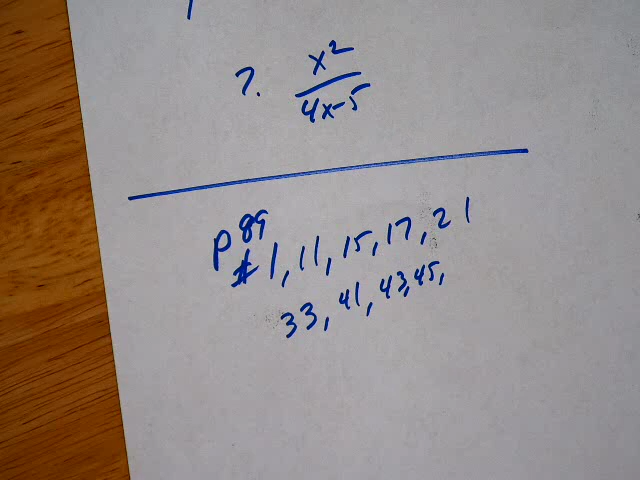 7. x²
4x-5
p 89
# 1, 11, 15, 17, 21
33, 41, 43, 45,